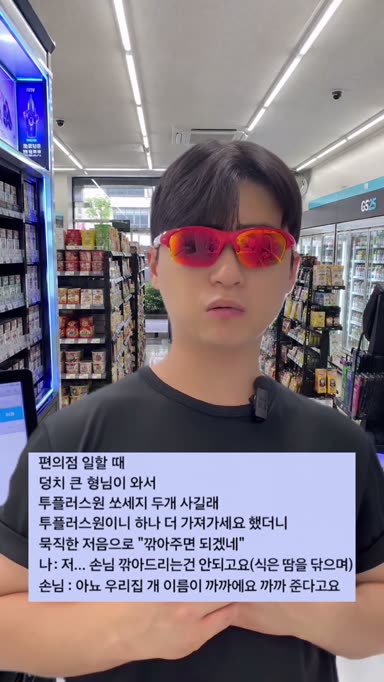 GS25
편의점 일할 때
덩치 큰 형님이 와서
투플러스원 쏘세지 두개 사길래
투플러스원이니 하나 더 가져가세요 했더니
묵직한 저음으로 "깎아주면 되겠네"
나 : 저... 손님 깎아드리는건 안되고요(식은 땀을 닦으며)
손님 : 아뇨 우리집 개 이름이 까까에요 까까 준다고요